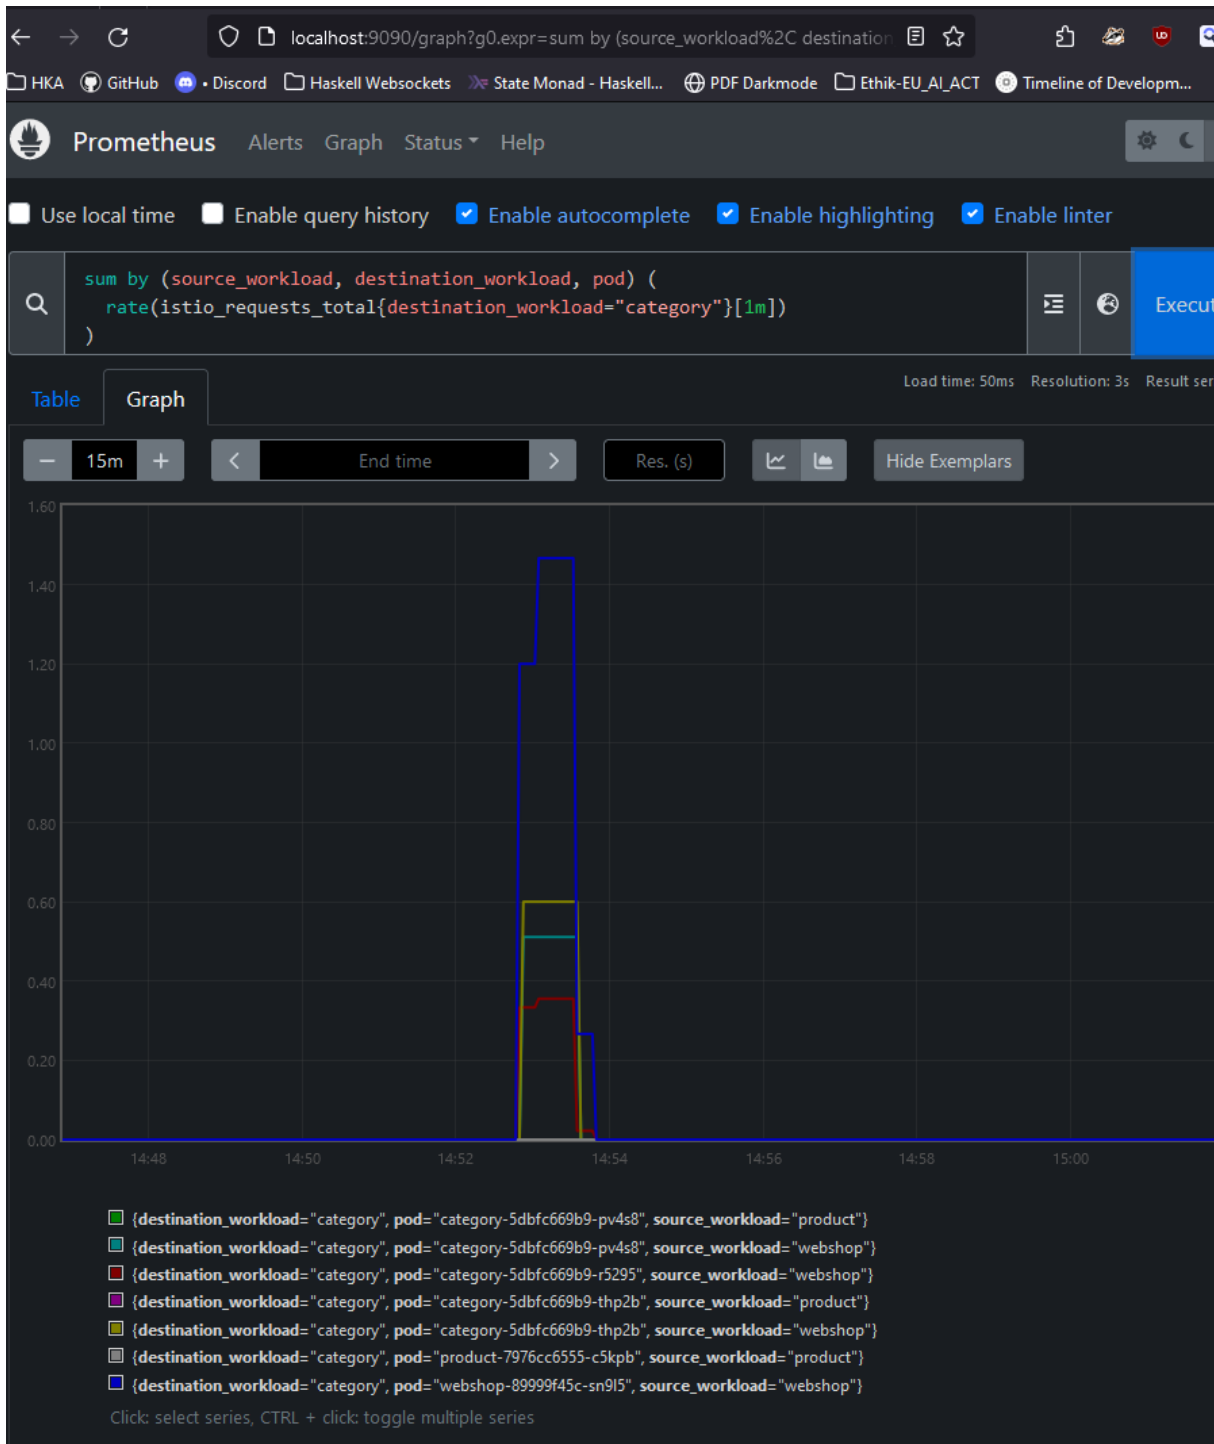 localhost:9090/graph?g0.expr=sum by (source_workload%2C destination
HKA GitHub • Discord Haskell Websockets State Monad - Haskell... PDF Darkmode Ethik-EU_AI_ACT Timeline of Developm...
Prometheus Alerts Graph Status Help
Use local time Enable query history Enable autocomplete Enable highlighting Enable linter
sum by (source_workload, destination_workload, pod) (
rate(istio_requests_total{destination_workload="category"}[1m])
)
Execut
Load time: 50ms Resolution: 3s Result ser
Table Graph
− 15m + < End time > Res. (s) Hide Exemplars
1.60
1.40
1.20
1.00
0.80
0.60
0.40
0.20
0.00
14:48 14:50 14:52 14:54 14:56 14:58 15:00
{destination_workload="category", pod="category-5dbfc669b9-pv4s8", source_workload="product"}
{destination_workload="category", pod="category-5dbfc669b9-pv4s8", source_workload="webshop"}
{destination_workload="category", pod="category-5dbfc669b9-r5295", source_workload="webshop"}
{destination_workload="category", pod="category-5dbfc669b9-thp2b", source_workload="product"}
{destination_workload="category", pod="category-5dbfc669b9-thp2b", source_workload="webshop"}
{destination_workload="category", pod="product-7976cc6555-c5kpb", source_workload="product"}
{destination_workload="category", pod="webshop-89999f45c-sn9l5", source_workload="webshop"}
Click: select series, CTRL + click: toggle multiple series